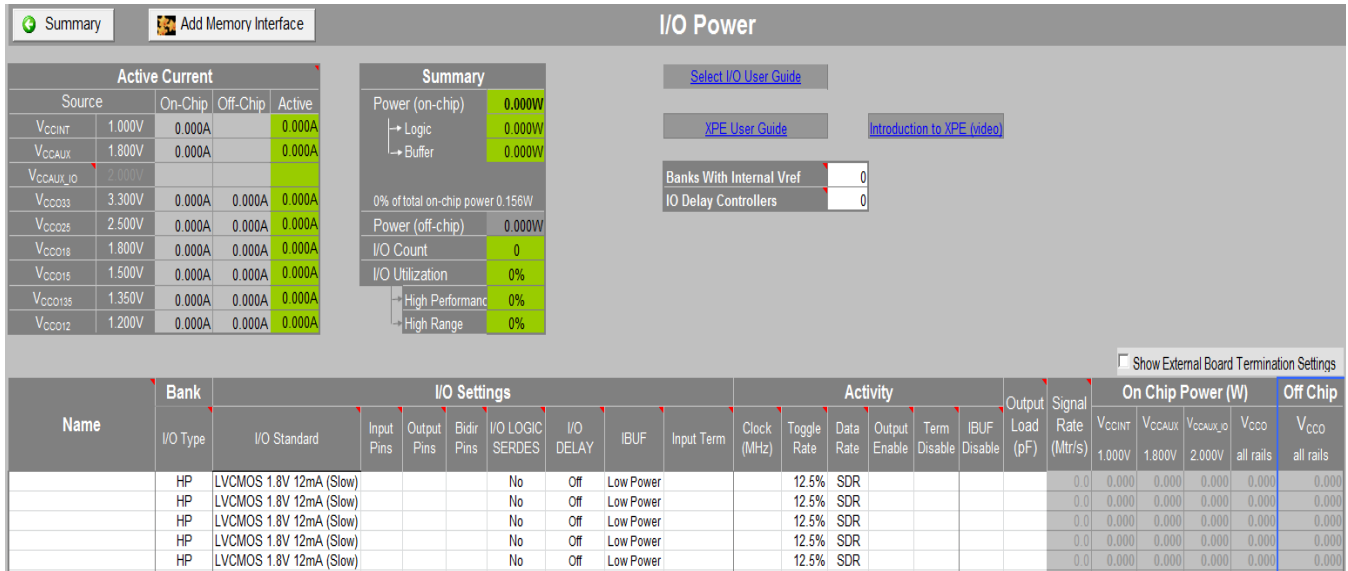 Summary
Add Memory Interface
I/O Power
Active Current
Source On-Chip Off-Chip Active
VCCINT 1.000V 0.000A 0.000A
VCCAUX 1.800V 0.000A 0.000A
VCCAUX_IO 2.000V
VCCO33 3.300V 0.000A 0.000A 0.000A
VCCO25 2.500V 0.000A 0.000A 0.000A
VCCO18 1.800V 0.000A 0.000A 0.000A
VCCO15 1.500V 0.000A 0.000A 0.000A
VCCO135 1.350V 0.000A 0.000A 0.000A
VCCO12 1.200V 0.000A 0.000A 0.000A
Summary
Power (on-chip) 0.000W
Logic 0.000W
Buffer 0.000W
0% of total on-chip power 0.156W
Power (off-chip) 0.000W
I/O Count 0
I/O Utilization 0%
High Performanc 0%
High Range 0%
Select I/O User Guide
XPE User Guide
Introduction to XPE (video)
Banks With Internal Vref 0
IO Delay Controllers 0
Show External Board Termination Settings
Name
Bank
I/O Type
I/O Settings
I/O Standard
Input
Pins
Output
Pins
Bidir
Pins
I/O LOGIC
SERDES
I/O
DELAY
IBUF
Input Term
Activity
Clock
(MHz)
Toggle
Rate
Data
Rate
Output
Enable
Term
Disable
IBUF
Disable
Output
Load
(pF)
Signal
Rate
(Mtr/s)
On Chip Power (W)
VCCINT
1.000V
VCCAUX
1.800V
VCCAUX_IO
2.000V
VCCO
all rails
Off Chip
VCCO
all rails
HP LVCMOS 1.8V 12mA (Slow) No Off Low Power 12.5% SDR 0.0 0.000 0.000 0.000 0.000 0.000
HP LVCMOS 1.8V 12mA (Slow) No Off Low Power 12.5% SDR 0.0 0.000 0.000 0.000 0.000 0.000
HP LVCMOS 1.8V 12mA (Slow) No Off Low Power 12.5% SDR 0.0 0.000 0.000 0.000 0.000 0.000
HP LVCMOS 1.8V 12mA (Slow) No Off Low Power 12.5% SDR 0.0 0.000 0.000 0.000 0.000 0.000
HP LVCMOS 1.8V 12mA (Slow) No Off Low Power 12.5% SDR 0.0 0.000 0.000 0.000 0.000 0.000